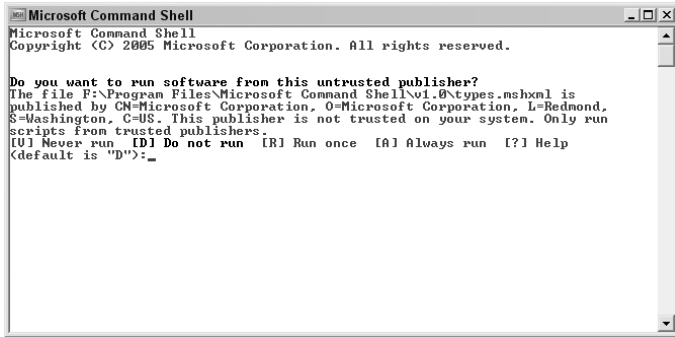 MSH Microsoft Command Shell
Microsoft Command Shell
Copyright (C) 2005 Microsoft Corporation. All rights reserved.
Do you want to run software from this untrusted publisher?
The file F:\Program Files\Microsoft Command Shell\v1.0\types.mshxml is
published by CN=Microsoft Corporation, O=Microsoft Corporation, L=Redmond,
S=Washington, C=US. This publisher is not trusted on your system. Only run
scripts from trusted publishers.
[V] Never run  [D] Do not run  [R] Run once  [A] Always run  [?] Help
(default is "D"):_